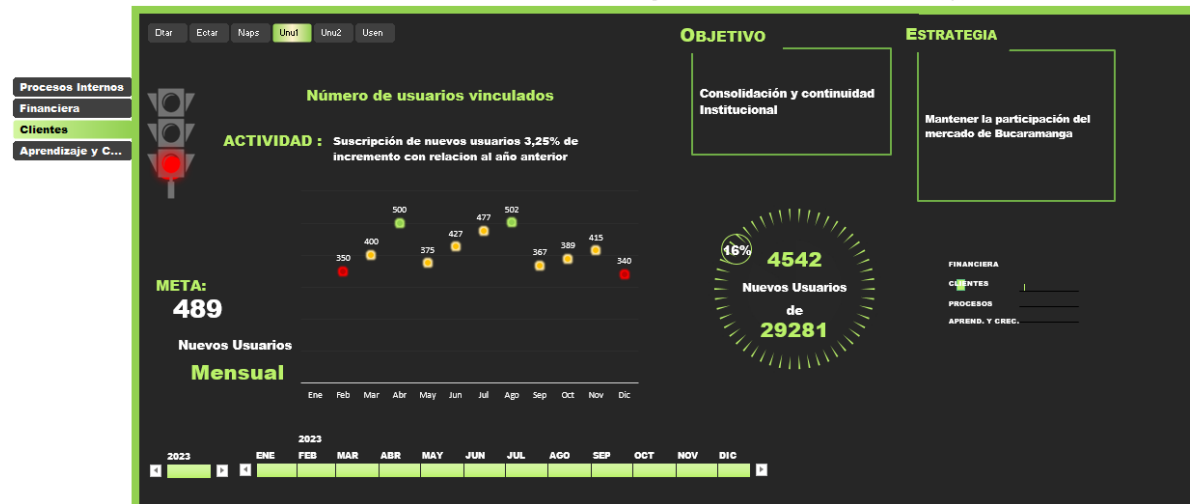 Dtar Ectar Naps Unu1 Unu2 Usen
OBJETIVO
ESTRATEGIA
Procesos Internos
Financiera
Clientes
Aprendizaje y C...
Número de usuarios vinculados
ACTIVIDAD :
Suscripción de nuevos usuarios 3,25% de
incremento con relacion al año anterior
Consolidación y continuidad
Institucional
Mantener la participación del
mercado de Bucaramanga
350 400 500 375 427 477 502 367 389 415 340
META:
489
Nuevos Usuarios
Mensual
Ene Feb Mar Abr May Jun Jul Ago Sep Oct Nov Dic
16%
4542
Nuevos Usuarios
de
29281
FINANCIERA
CLIENTES
PROCESOS
APREND. Y CREC.
2023
2023
ENE FEB MAR ABR MAY JUN JUL AGO SEP OCT NOV DIC